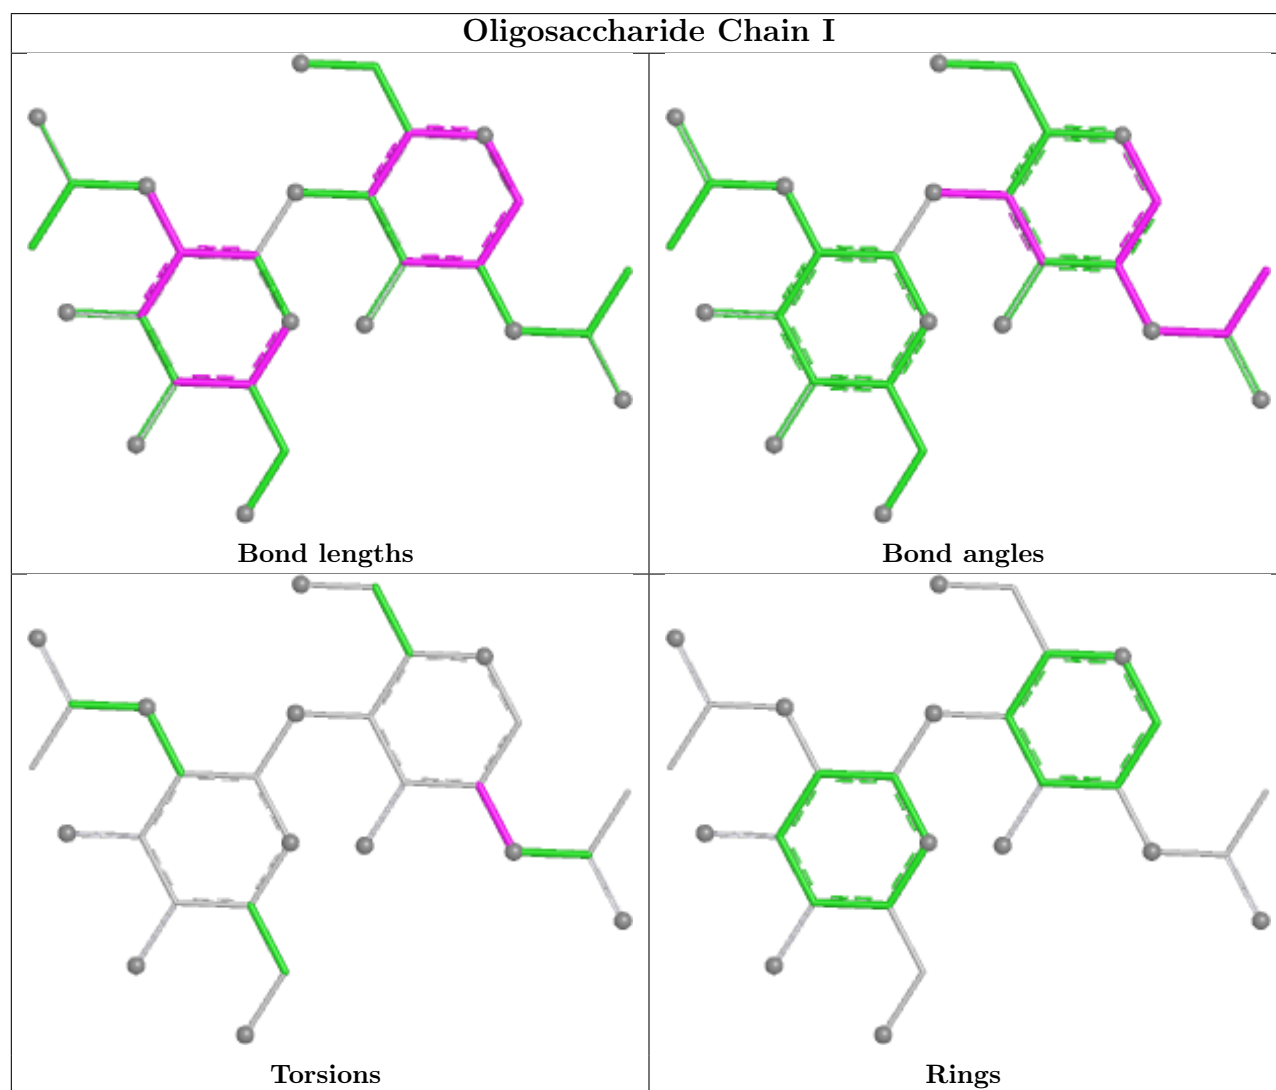 Oligosaccharide Chain I
Bond lengths
Bond angles
Torsions
Rings